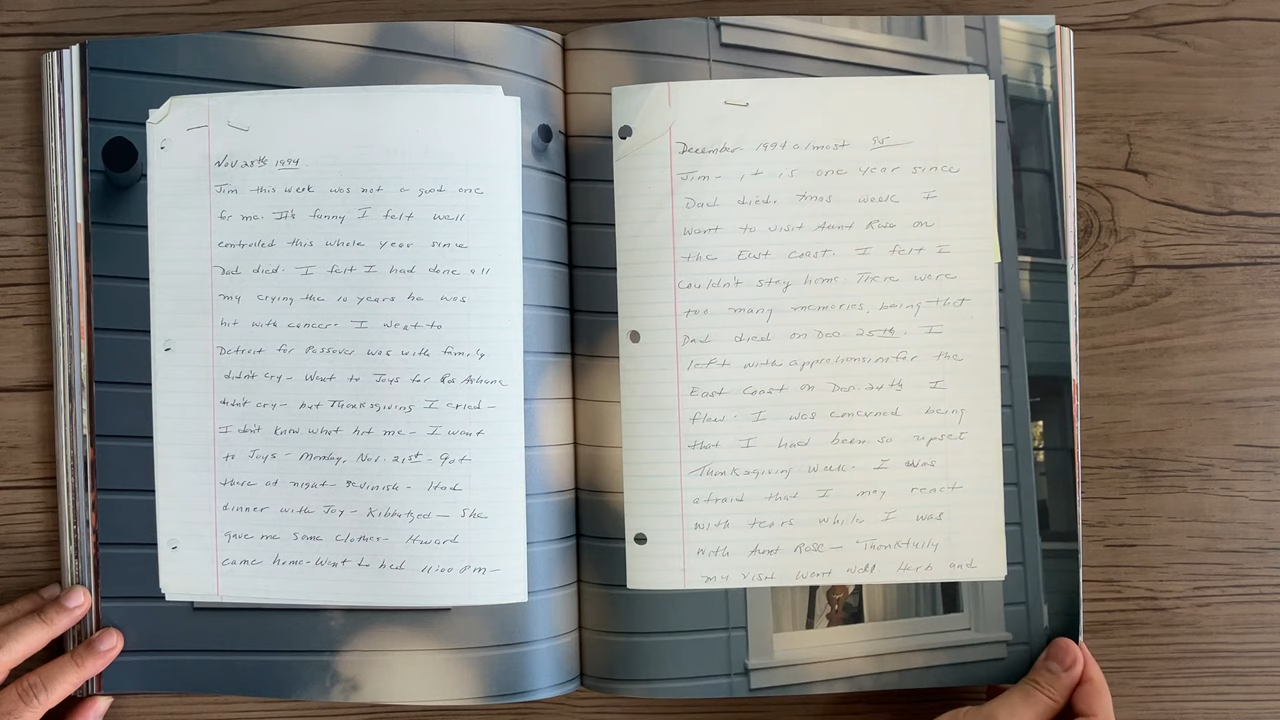 Nov 28th 1994
Jim this week was not a good one
for me. It's funny I felt well
controlled this whole year since
Dad died. I felt I had done all
my crying the 10 years he was
hit with cancer. I went to
Detroit for Passover was with family
didn't cry - Went to Joys for Ros Ashana
didn't cry - but Thanksgiving I cried -
I don't know what hit me - I went
to Joys - Monday, Nov. 21st - got
there at night - sevinish - Had
dinner with Joy - Kibbutzed - She
gave me some clothes - Howard
came home - Went to bed 11:00 PM -
December 1994 almost 95
Jim - it is one year since
Dad died. Xmas week I
went to visit Aunt Rose on
the East Coast. I felt I
couldn't stay home. There were
too many memories, being that
Dad died on Dec. 25th. I
left with apprehension for the
East Coast on Dec. 24th I
flew. I was concerned being
that I had been so upset
Thanksgiving week. I was
afraid that I may react
with tears while I was
with Aunt Rose - Thankfully
my visit went well. Herb and